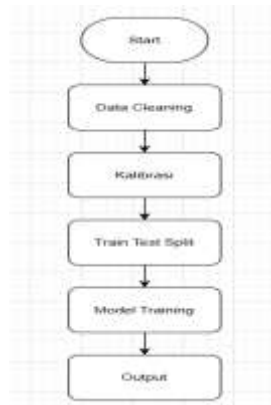 Start
Data Cleaning
Kalibrasi
Train Test Split
Model Training
Output